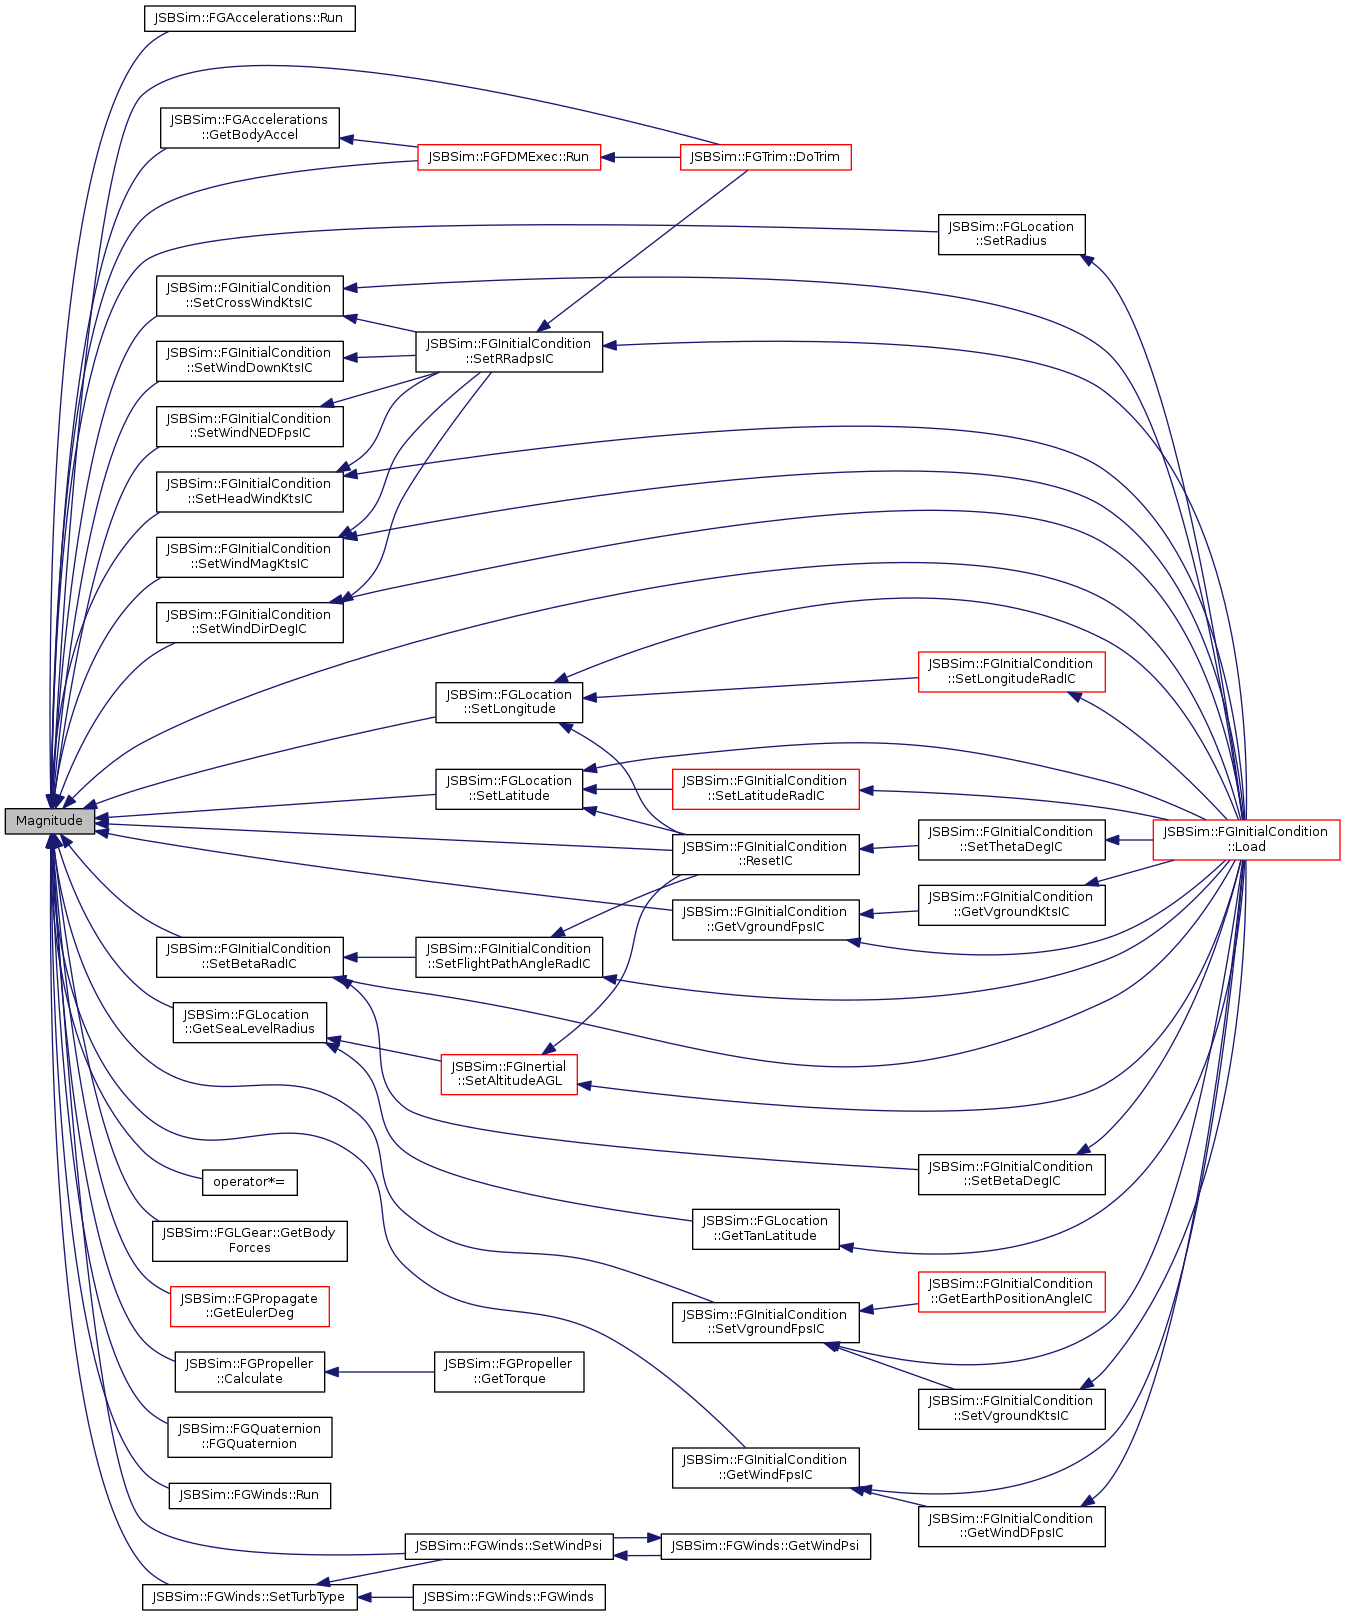 JSBSim::FGAccelerations::Run
JSBSim::FGAccelerations
::GetBodyAccel
JSBSim::FGFDMExec::Run
JSBSim::FGTrim::DoTrim
JSBSim::FGLocation
::SetRadius
JSBSim::FGInitialCondition
::SetCrossWindKtsIC
JSBSim::FGInitialCondition
::SetRRadpsIC
JSBSim::FGInitialCondition
::SetWindDownKtsIC
JSBSim::FGInitialCondition
::SetWindNEDFpsIC
JSBSim::FGInitialCondition
::SetHeadWindKtsIC
JSBSim::FGInitialCondition
::SetWindMagKtsIC
JSBSim::FGInitialCondition
::SetWindDirDegIC
JSBSim::FGInitialCondition
::SetLongitudeRadIC
JSBSim::FGLocation
::SetLongitude
JSBSim::FGLocation
::SetLatitude
JSBSim::FGInitialCondition
::SetLatitudeRadIC
Magnitude
JSBSim::FGInitialCondition
::ResetIC
JSBSim::FGInitialCondition
::SetThetaDegIC
JSBSim::FGInitialCondition
::Load
JSBSim::FGInitialCondition
::GetVgroundFpsIC
JSBSim::FGInitialCondition
::GetVgroundKtsIC
JSBSim::FGInitialCondition
::SetBetaRadIC
JSBSim::FGInitialCondition
::SetFlightPathAngleRadIC
JSBSim::FGLocation
::GetSeaLevelRadius
JSBSim::FGInertial
::SetAltitudeAGL
JSBSim::FGInitialCondition
::SetBetaDegIC
operator*=
JSBSim::FGLocation
::GetTanLatitude
JSBSim::FGLGear::GetBody
Forces
JSBSim::FGInitialCondition
::GetEarthPositionAngleIC
JSBSim::FGPropagate
::GetEulerDeg
JSBSim::FGInitialCondition
::SetVgroundFpsIC
JSBSim::FGPropeller
::Calculate
JSBSim::FGPropeller
::GetTorque
JSBSim::FGInitialCondition
::SetVgroundKtsIC
JSBSim::FGQuaternion
::FGQuaternion
JSBSim::FGInitialCondition
::GetWindFpsIC
JSBSim::FGWinds::Run
JSBSim::FGInitialCondition
::GetWindDFpsIC
JSBSim::FGWinds::SetWindPsi
JSBSim::FGWinds::GetWindPsi
JSBSim::FGWinds::SetTurbType
JSBSim::FGWinds::FGWinds